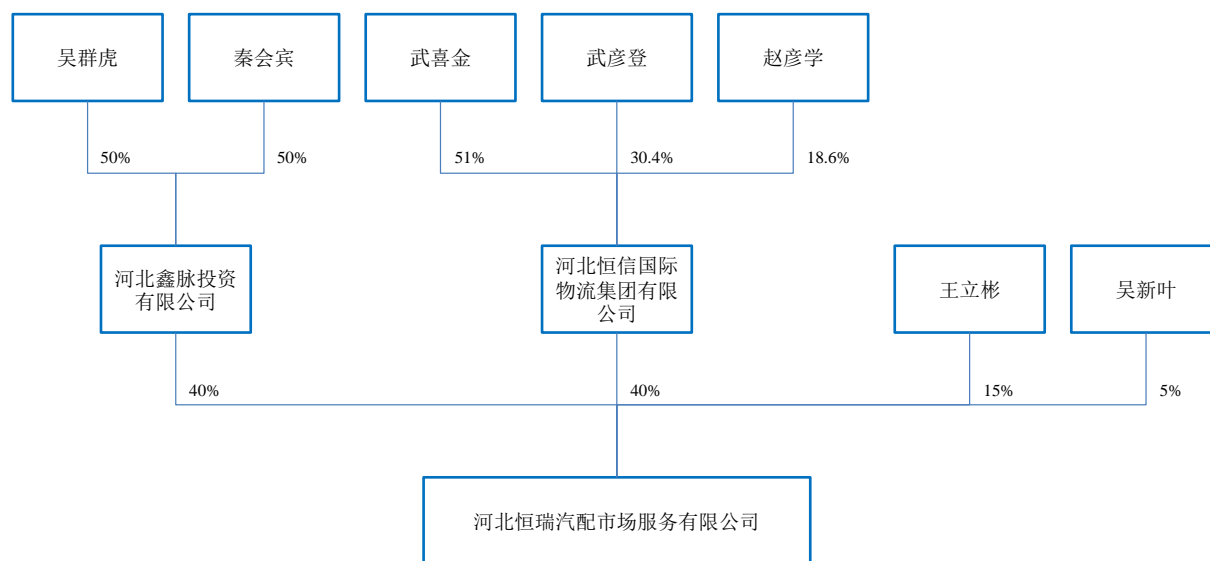 吴群虎
秦会宾
武喜金
武彦登
赵彦学
50%
50%
51%
30.4%
18.6%
河北鑫脉投资
有限公司
河北恒信国际
物流集团有限
公司
王立彬
吴新叶
40%
40%
15%
5%
河北恒瑞汽配市场服务有限公司